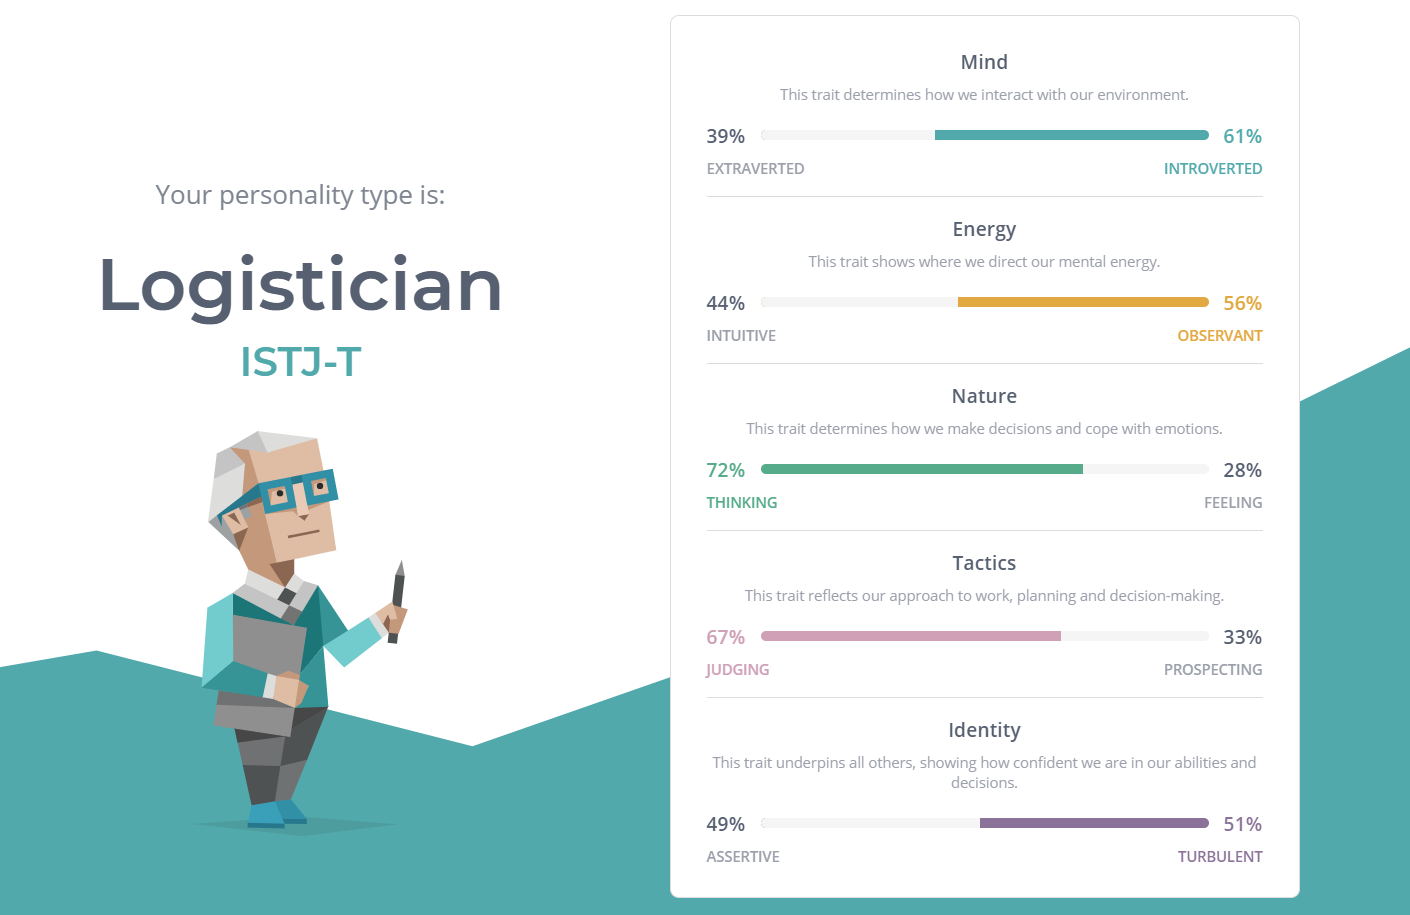 Your personality type is:
Logistician
ISTJ-T
Mind
This trait determines how we interact with our environment.
39% 61%
EXTRAVERTED INTROVERTED
Energy
This trait shows where we direct our mental energy.
44% 56%
INTUITIVE OBSERVANT
Nature
This trait determines how we make decisions and cope with emotions.
72% 28%
THINKING FEELING
Tactics
This trait reflects our approach to work, planning and decision-making.
67% 33%
JUDGING PROSPECTING
Identity
This trait underpins all others, showing how confident we are in our abilities and
decisions.
49% 51%
ASSERTIVE TURBULENT